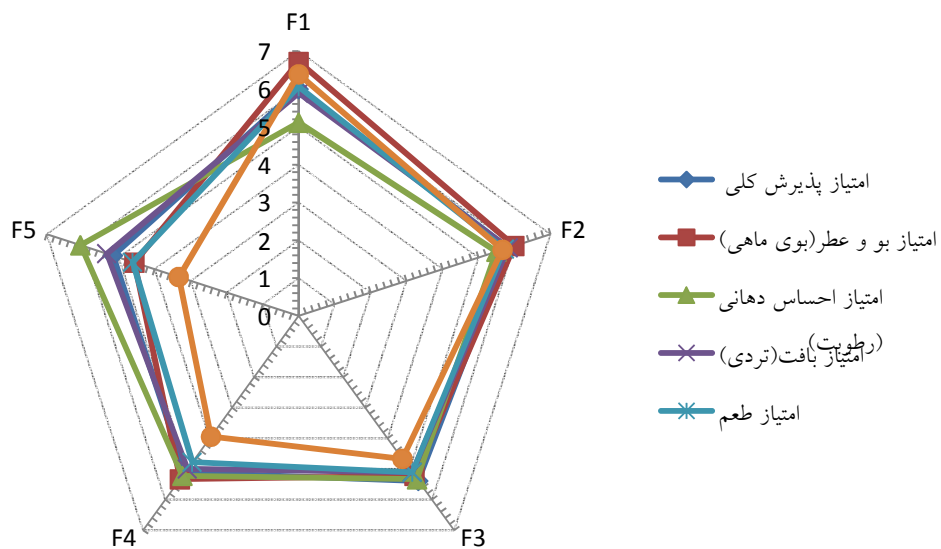 F1
7
6
5
4
3
2
1
0
F2
F3
F4
F5
امتیاز پذیرش کلی
امتیاز بو و عطر(بوی ماهی)
امتیاز احساس دهانی
(رطوبت)
امتیاز بافت(تردی)
امتیاز طعم